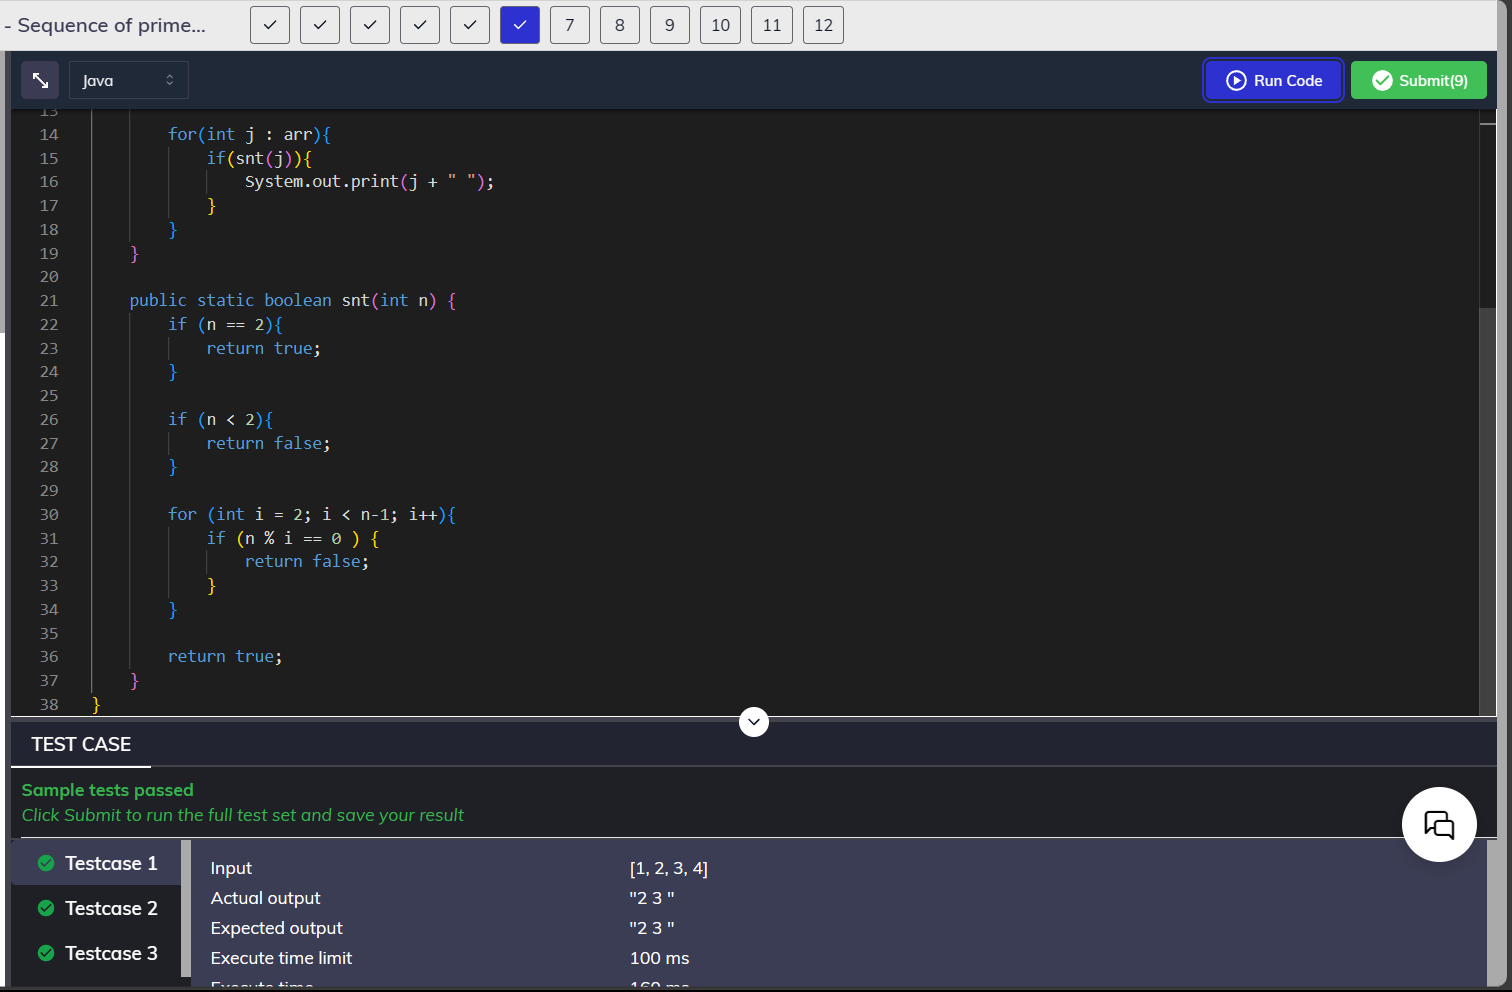 - Sequence of prime...
7
8
9
10
11
12
Java
Run Code
Submit(9)
13
14 for(int j : arr){
15 if(snt(j)){
16 System.out.print(j + " ");
17 }
18 }
19 }
20
21 public static boolean snt(int n) {
22 if (n == 2){
23 return true;
24 }
25
26 if (n < 2){
27 return false;
28 }
29
30 for (int i = 2; i < n-1; i++){
31 if (n % i == 0 ) {
32 return false;
33 }
34 }
35
36 return true;
37 }
38 }
TEST CASE
Sample tests passed
Click Submit to run the full test set and save your result
Testcase 1
Testcase 2
Testcase 3
Input [1, 2, 3, 4]
Actual output "2 3 "
Expected output "2 3 "
Execute time limit 100 ms
Execute time 160 ms